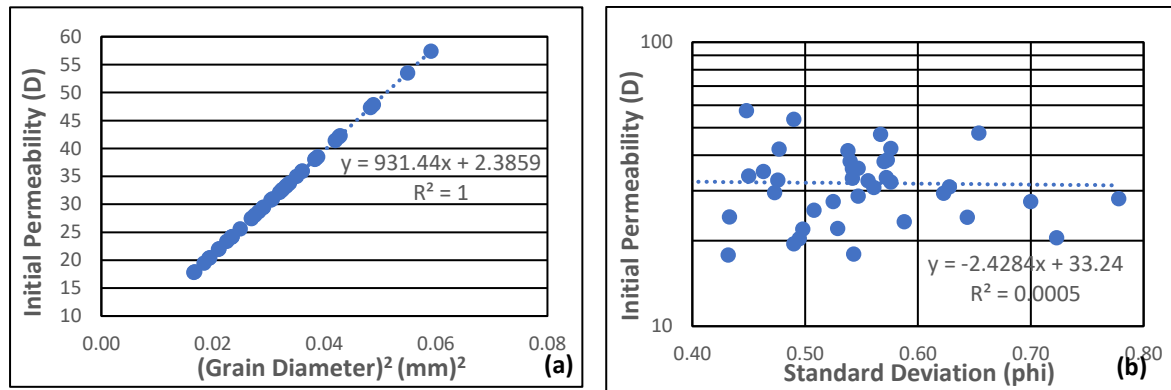 Initial Permeability (D)
60
55
50
45
40
35
30
25
20
15
10
y = 931.44x + 2.3859
R² = 1
0.00 0.02 0.04 0.06 0.08
(Grain Diameter)² (mm)²
(a)
Initial Permeability (D)
100
10
y = -2.4284x + 33.24
R² = 0.0005
0.40 0.50 0.60 0.70 0.80
Standard Deviation (phi)
(b)